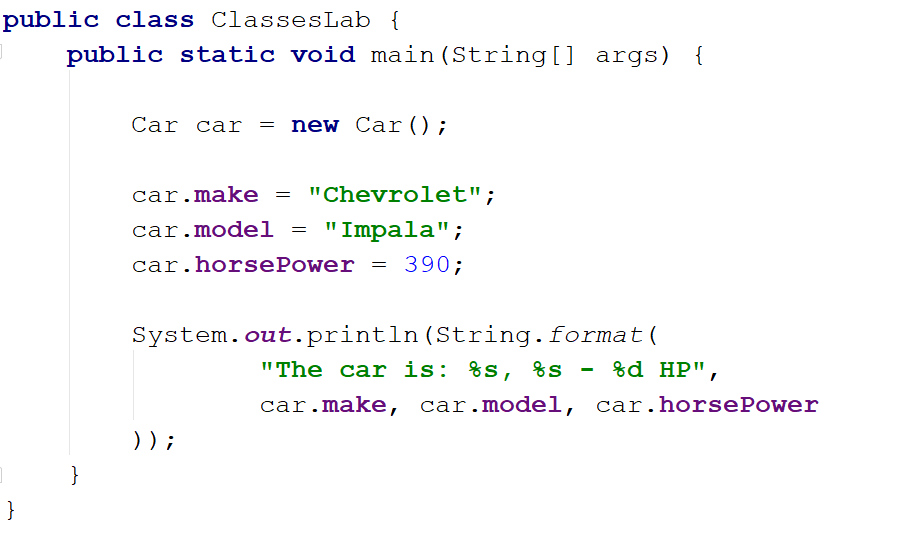 public class ClassesLab {
    public static void main(String[] args) {
        Car car = new Car();
        car.make = "Chevrolet";
        car.model = "Impala";
        car.horsePower = 390;
        System.out.println(String.format(
                "The car is: %s, %s - %d HP",
                car.make, car.model, car.horsePower
        ));
    }
}